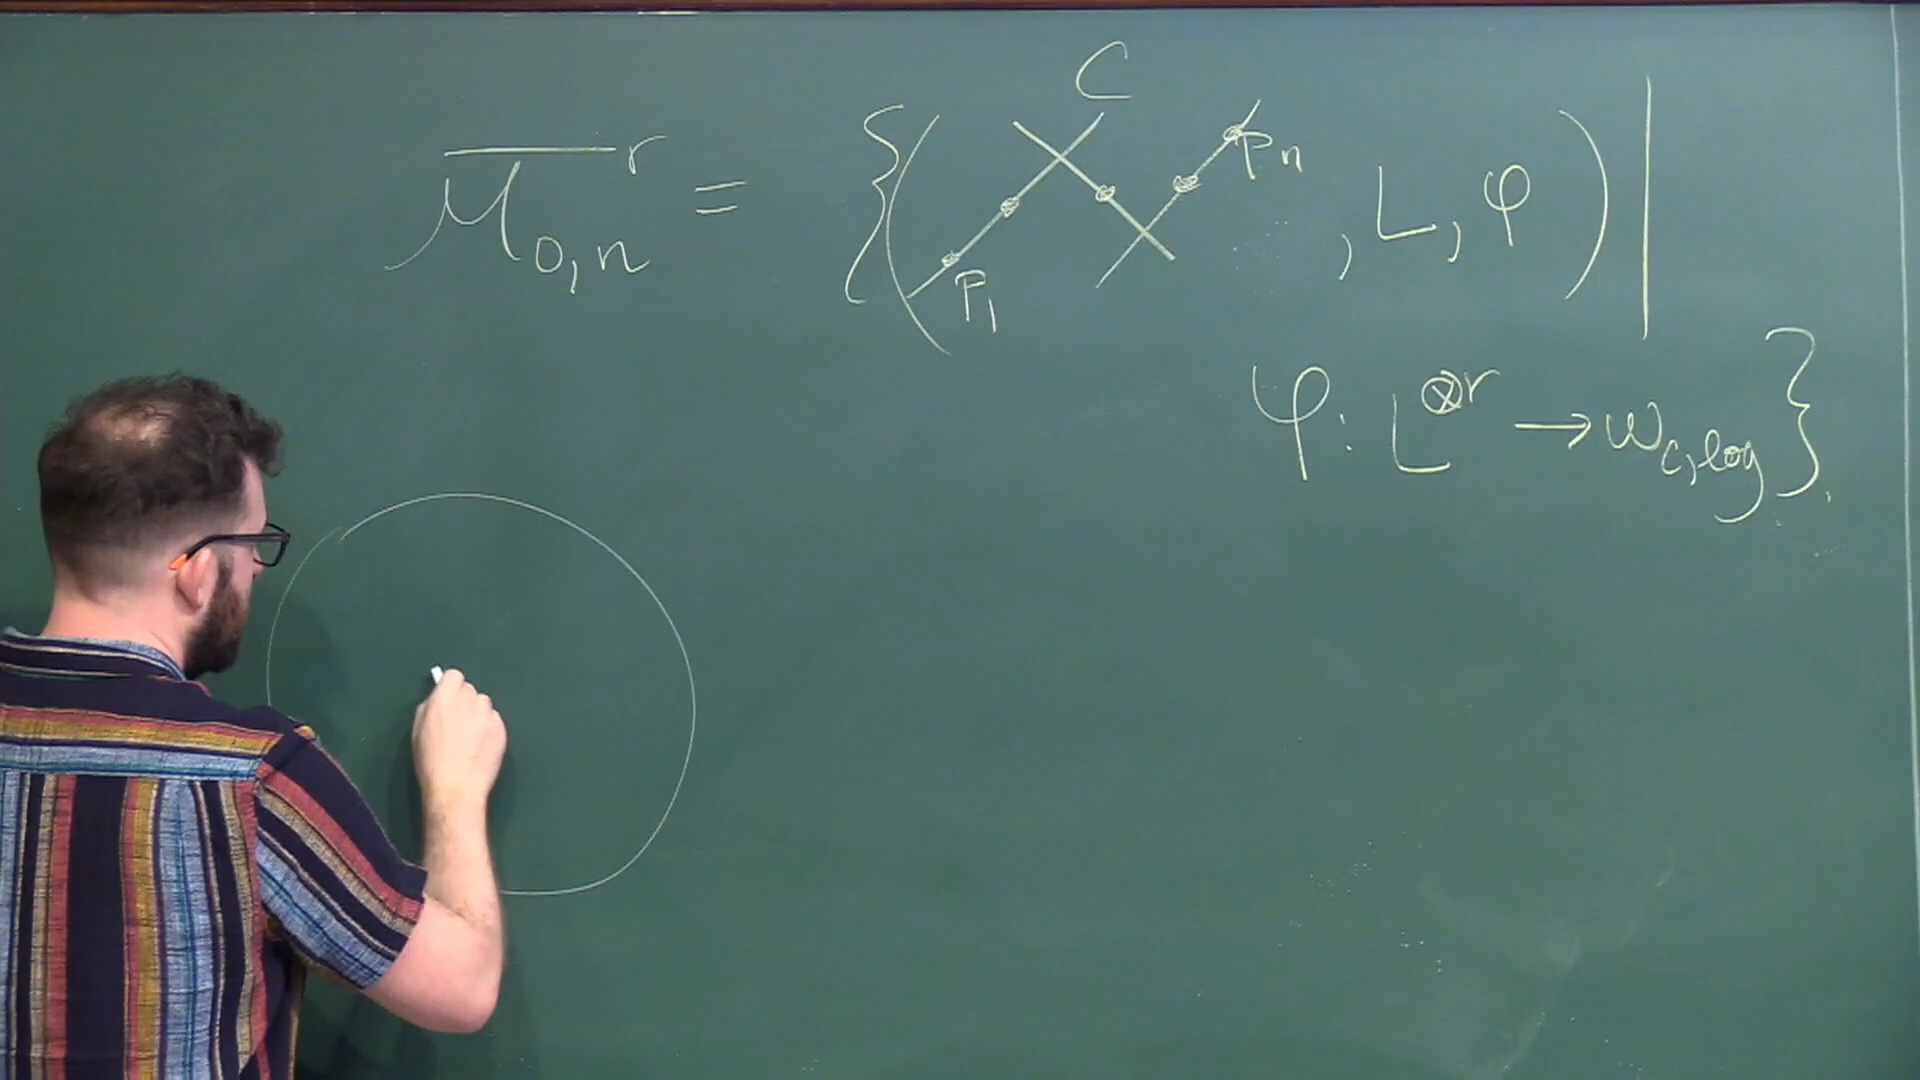 C
\overline{M}_{0,n}^{r} = { ( P_1 P_n , L, φ ) |
φ: L^{⊗r} → ω_{C,log} }.